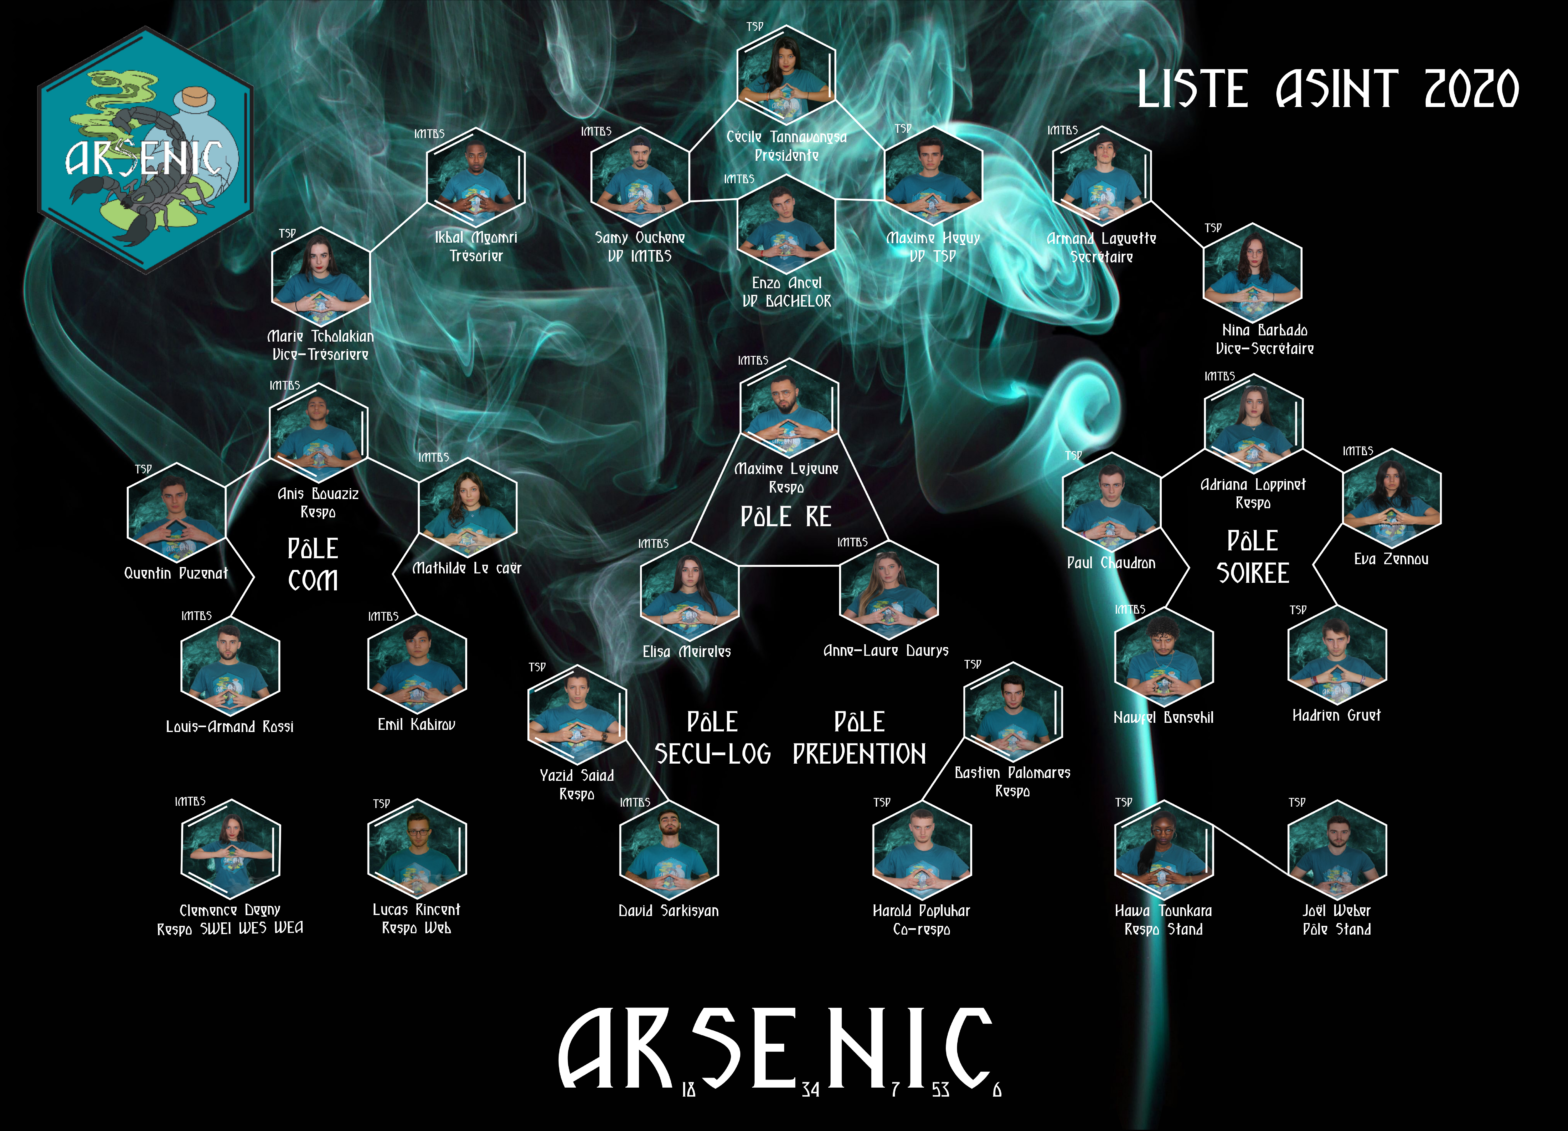 LISTE ASINT 2020
ARSENIC
TSP
Cécile Tannavongsa
Présidente
IMTBS
Ikbal Mgomri
Trésorier
IMTBS
Samy Ouchene
VP IMTBS
IMTBS
Enzo Ancel
VP BACHELOR
TSP
Maxime Heguy
VP TSP
IMTBS
Armand Laguette
Secrétaire
TSP
Marie Tcholakian
Vice-Trésoriere
TSP
Nina Barbado
Vice-Secrétaire
IMTBS
Anis Bouaziz
Respo
TSP
Quentin Puzenat
IMTBS
Mathilde Le caër
PÔLE
COM
IMTBS
Louis-Armand Rossi
IMTBS
Emil Kabirov
IMTBS
Maxime Lejeune
Respo
PÔLE RE
IMTBS
Elisa Meireles
IMTBS
Anne-Laure Daurys
IMTBS
Adriana Loppinet
Respo
TSP
Paul Chaudron
IMTBS
Eva Zennou
PÔLE
SOIREE
IMTBS
Nawfel Bensehil
TSP
Hadrien Gruet
TSP
Yazid Saiad
Respo
PÔLE
SECU-LOG
IMTBS
David Sarkisyan
PÔLE
PREVENTION
TSP
Bastien Palomares
Respo
TSP
Harold Popluhar
Co-respo
IMTBS
Clemence Degny
Respo SWEI WES WEA
TSP
Lucas Rincent
Respo Web
TSP
Hawa Tounkara
Respo Stand
TSP
Joël Weber
Pôle Stand
ARSENIC
18 34 7 53 6